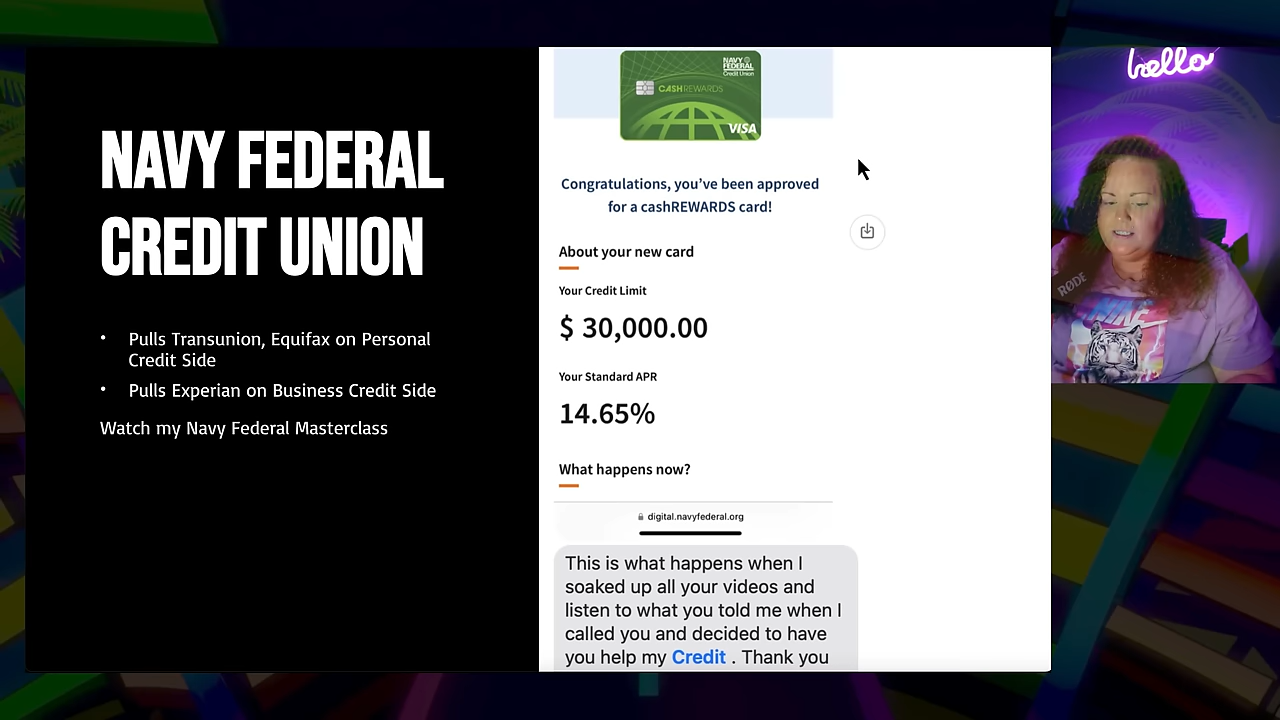 NAVY FEDERAL
CREDIT UNION
• Pulls Transunion, Equifax on Personal
Credit Side
• Pulls Experian on Business Credit Side
Watch my Navy Federal Masterclass
NAVY
FEDERAL
Credit Union
CASHREWARDS
VISA
Congratulations, you’ve been approved
for a cashREWARDS card!
About your new card
Your Credit Limit
$ 30,000.00
Your Standard APR
14.65%
What happens now?
digital.navyfederal.org
This is what happens when I
soaked up all your videos and
listen to what you told me when I
called you and decided to have
you help my Credit . Thank you
hello
RØDE
NIKE